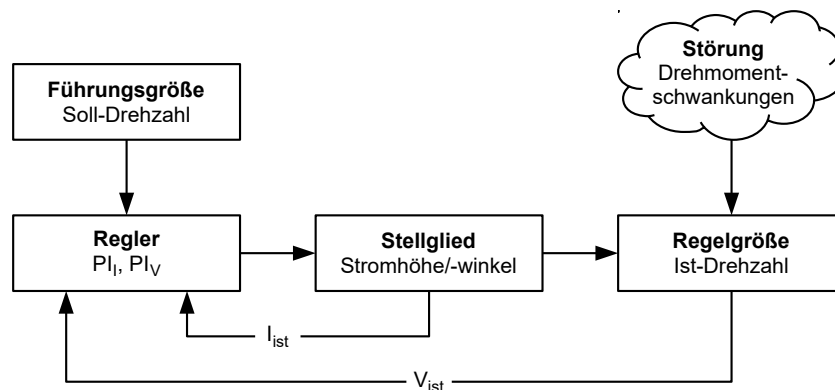 Störung
Drehmoment-
schwankungen
Führungsgröße
Soll-Drehzahl
Regler
PI_I, PI_V
Stellglied
Stromhöhe/-winkel
Regelgröße
Ist-Drehzahl
I_ist
V_ist